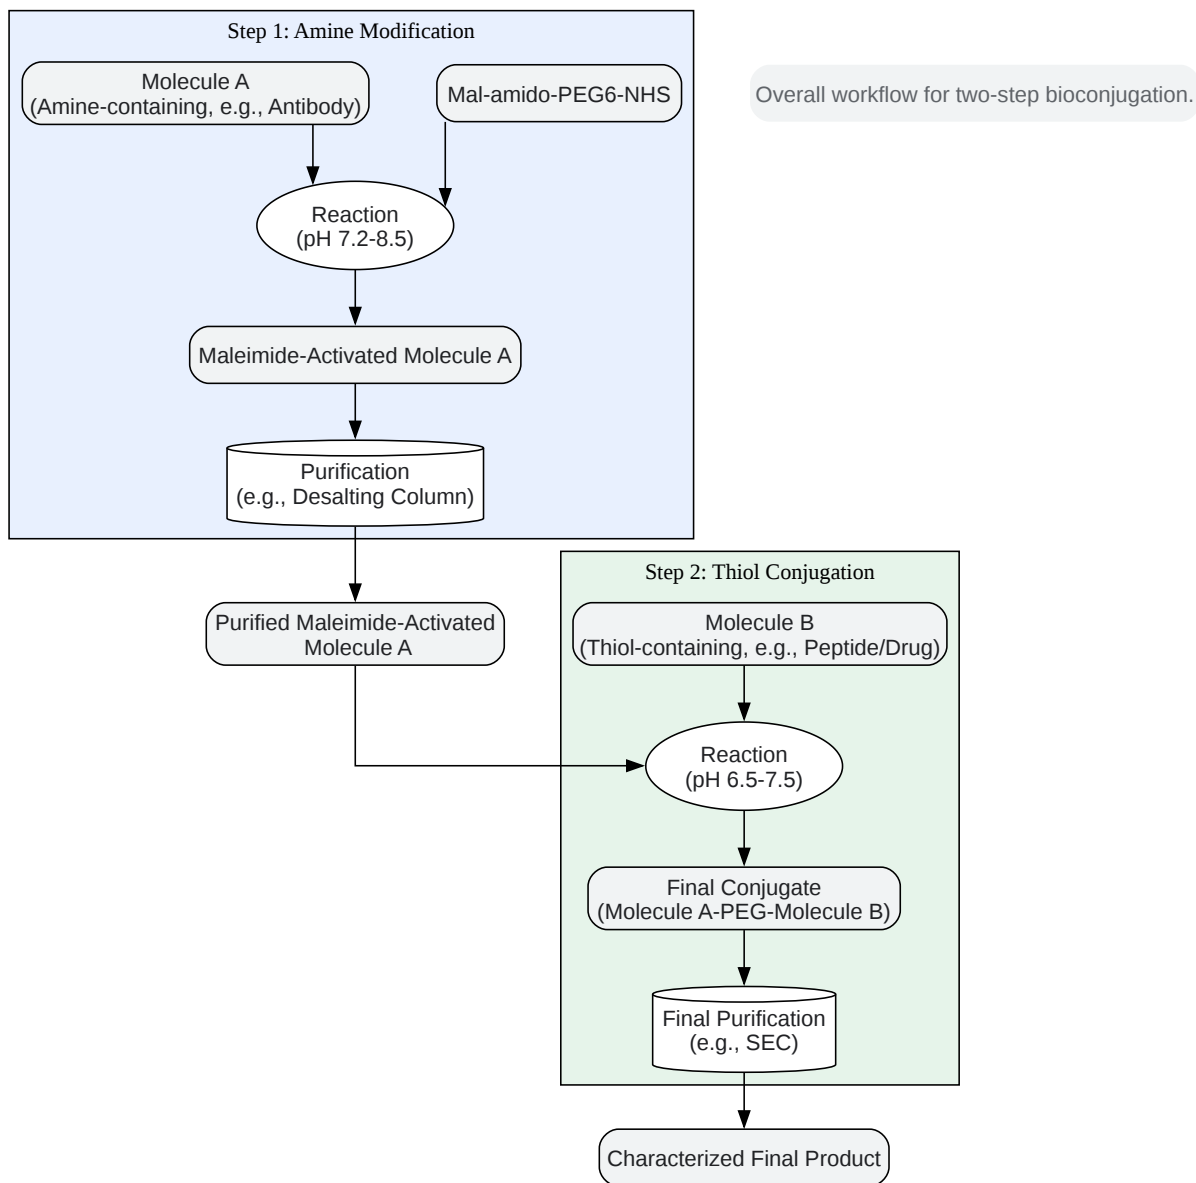 Step 1: Amine Modification
Molecule A
(Amine-containing, e.g., Antibody)
Mal-amido-PEG6-NHS
Overall workflow for two-step bioconjugation.
Reaction
(pH 7.2-8.5)
Maleimide-Activated Molecule A
Purification
(e.g., Desalting Column)
Purified Maleimide-Activated
Molecule A
Step 2: Thiol Conjugation
Molecule B
(Thiol-containing, e.g., Peptide/Drug)
Reaction
(pH 6.5-7.5)
Final Conjugate
(Molecule A-PEG-Molecule B)
Final Purification
(e.g., SEC)
Characterized Final Product